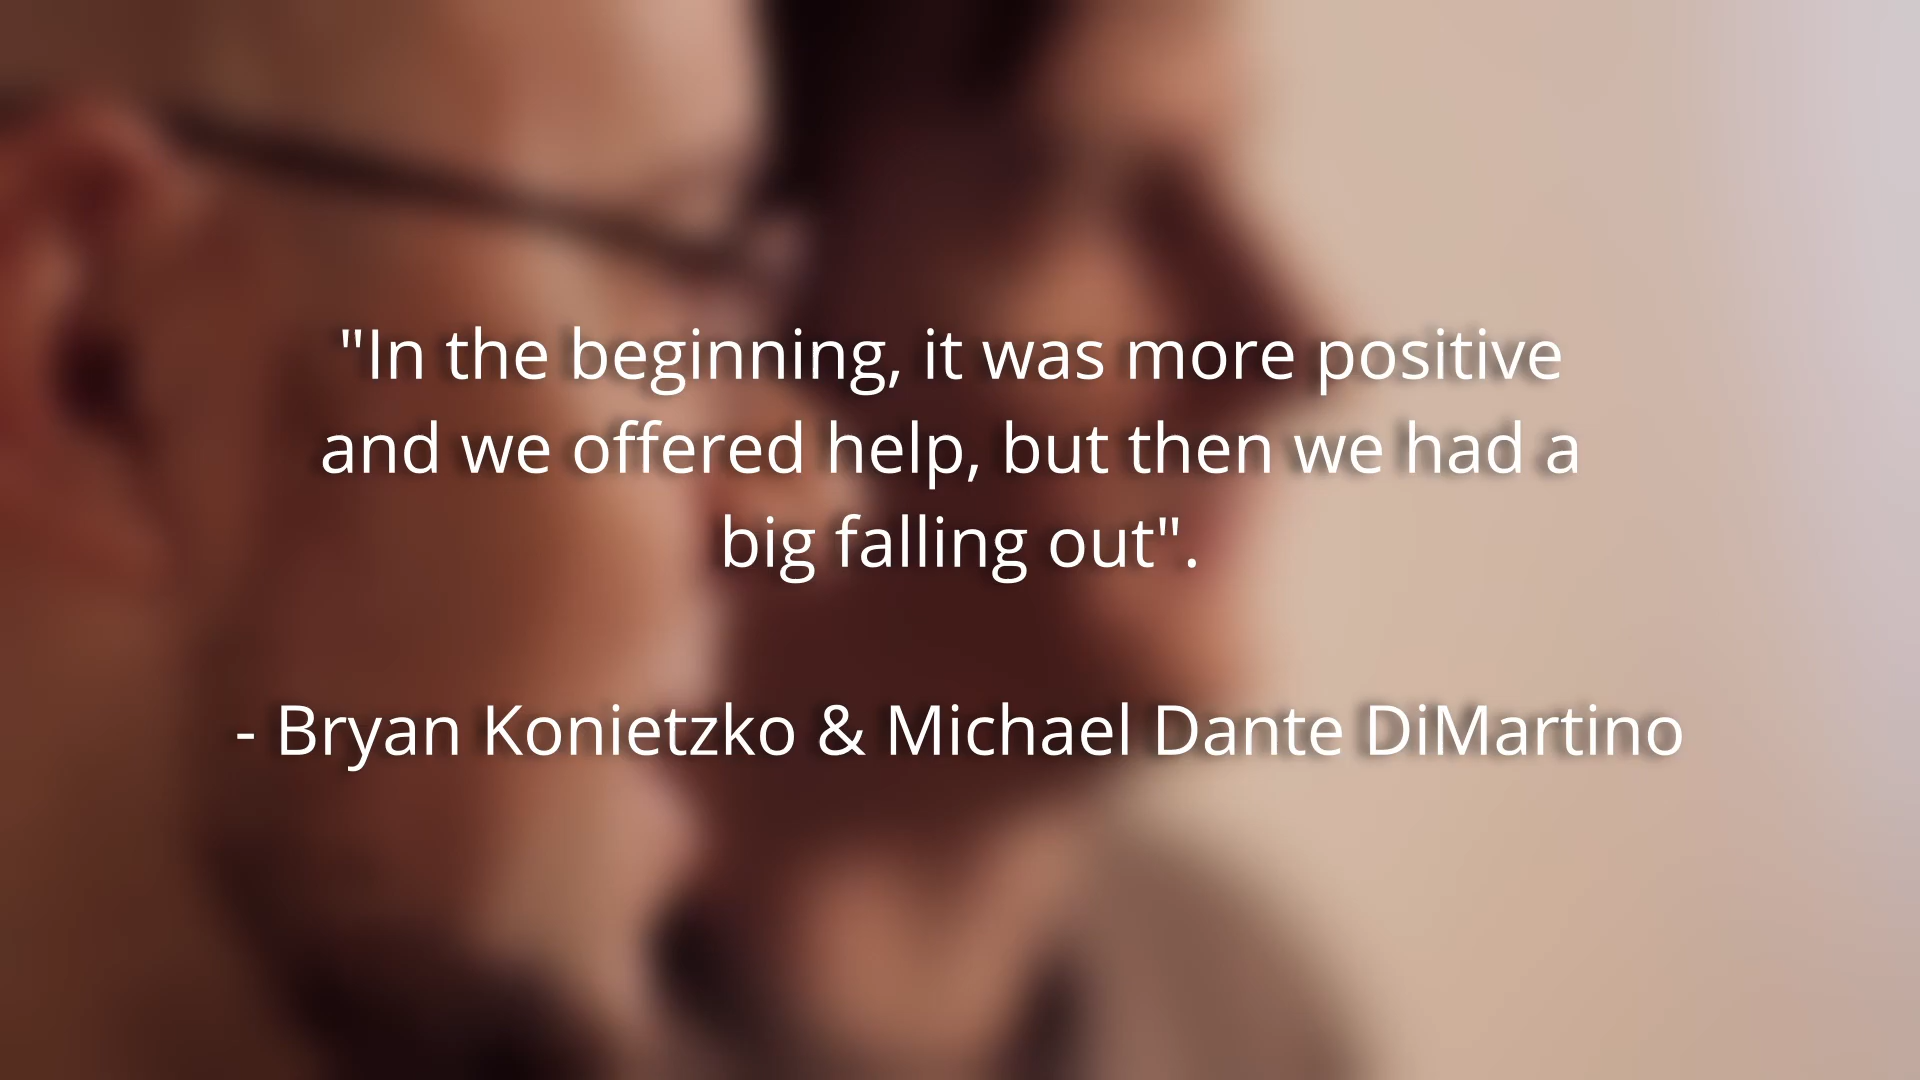 "In the beginning, it was more positive
and we offered help, but then we had a
big falling out".
- Bryan Konietzko & Michael Dante DiMartino